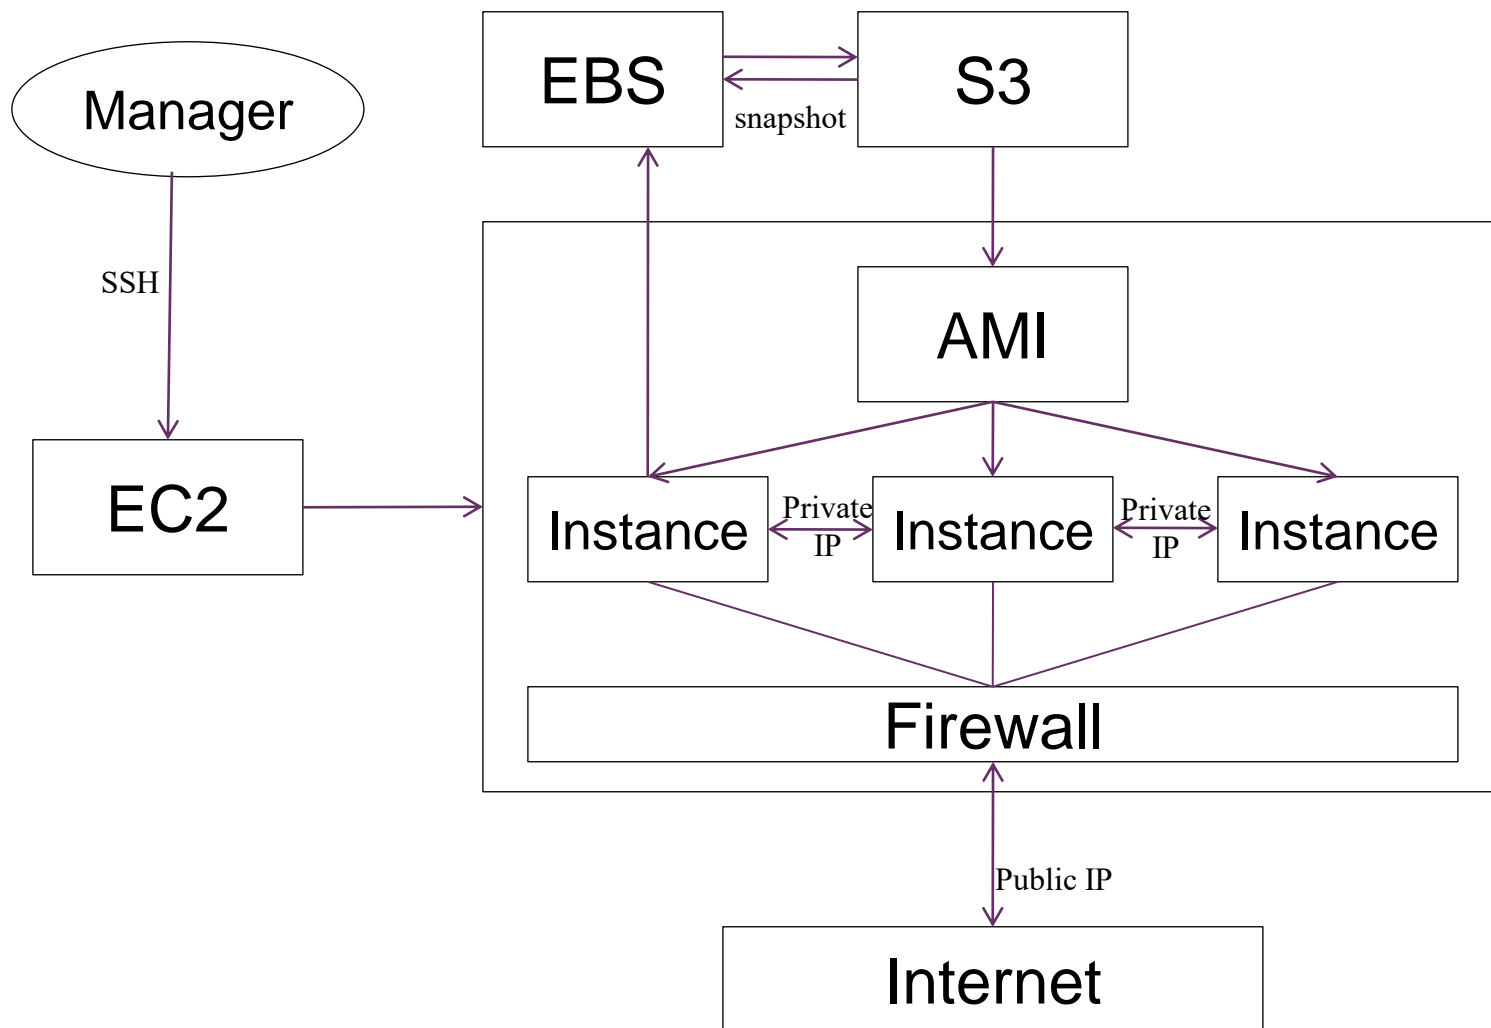 EBS
S3
Manager
snapshot
SSH
AMI
EC2
Instance
Private
IP
Instance
Private
IP
Instance
Firewall
Public IP
Internet